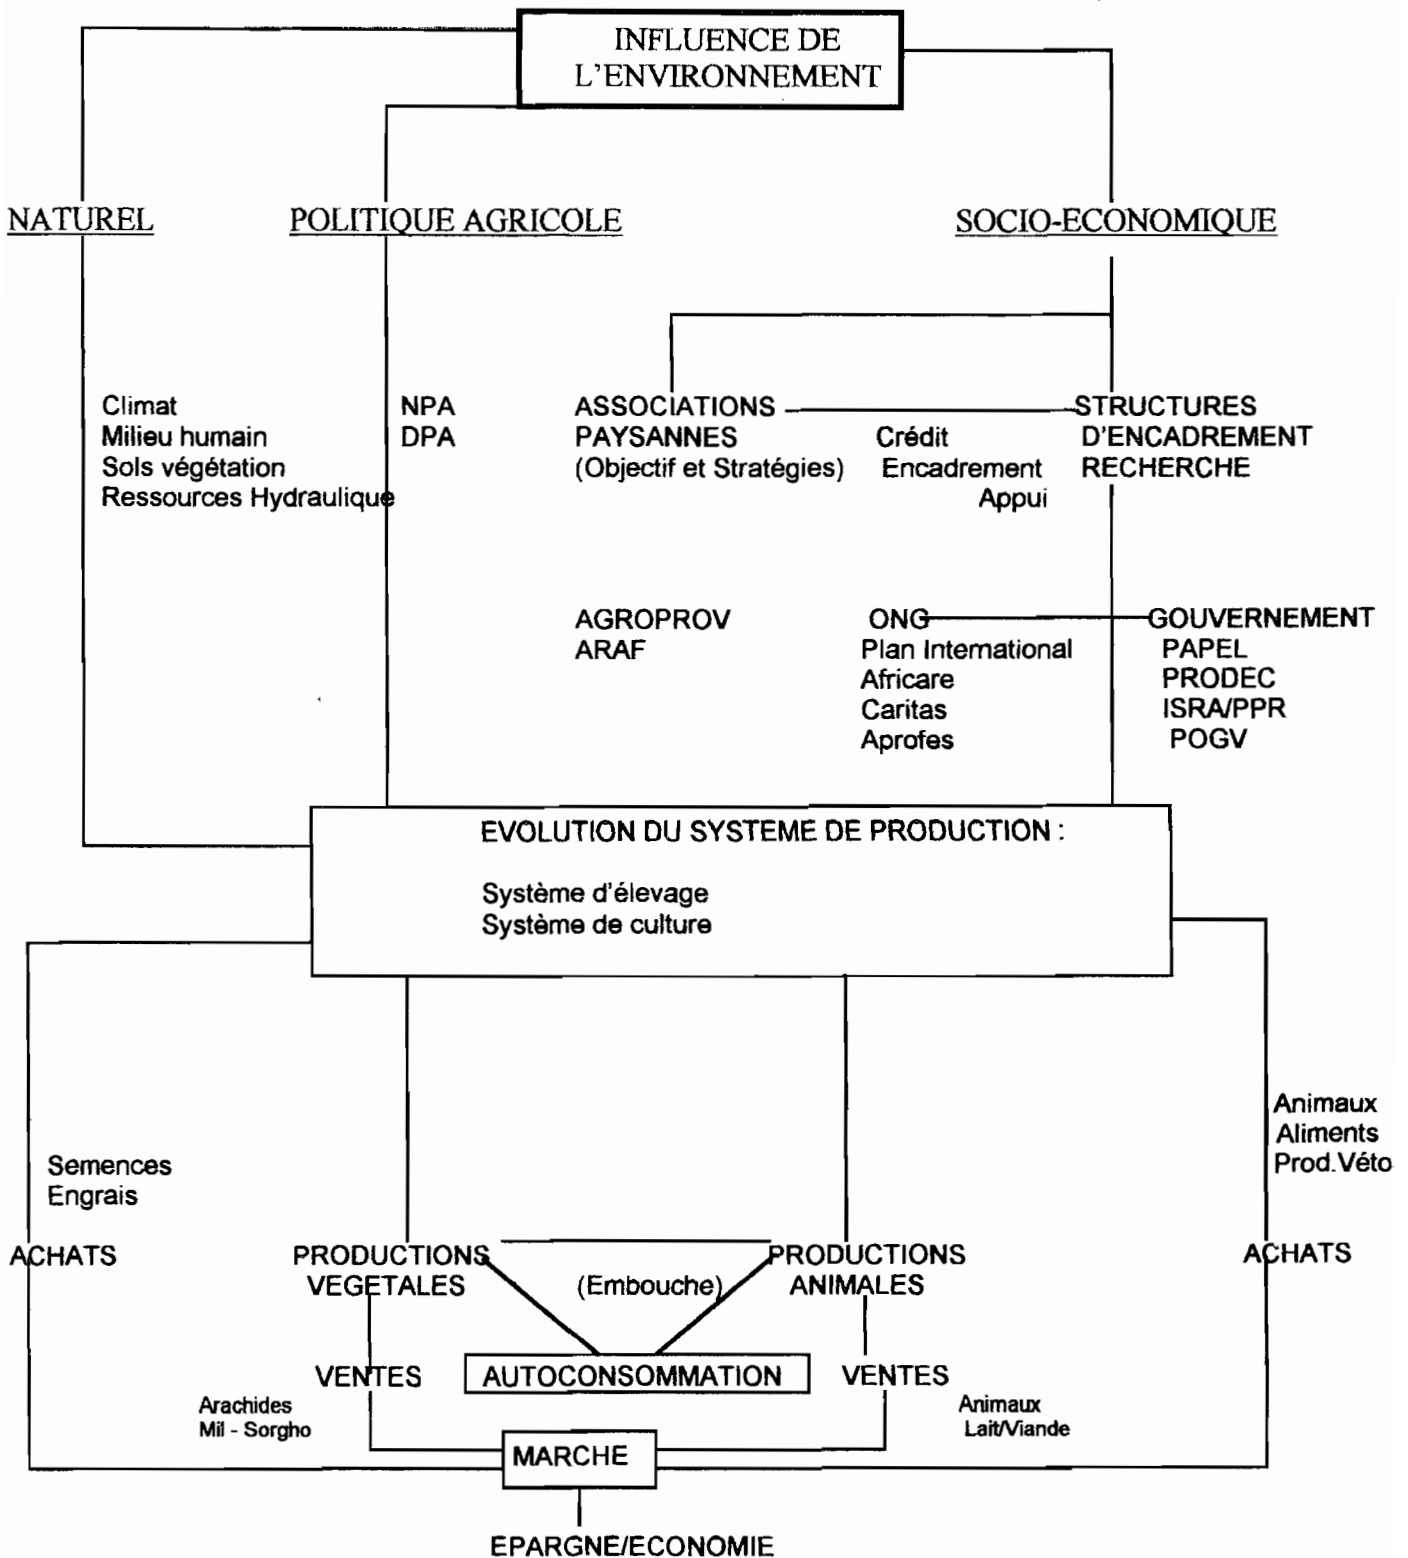 INFLUENCE DE
L'ENVIRONNEMENT
NATUREL
POLITIQUE AGRICOLE
SOCIO-ECONOMIQUE
Climat
Milieu humain
Sols végétation
Ressources Hydraulique
NPA
DPA
ASSOCIATIONS
PAYSANNES
(Objectif et Stratégies)
Crédit
Encadrement
Appui
STRUCTURES
D'ENCADREMENT
RECHERCHE
AGROPROV
ARAF
ONG
Plan International
Africare
Caritas
Aprofes
GOUVERNEMENT
PAPEL
PRODEC
ISRA/PPR
POGV
EVOLUTION DU SYSTEME DE PRODUCTION :
Système d'élevage
Système de culture
Semences
Engrais
ACHATS
Animaux
Aliments
Prod.Véto
ACHATS
PRODUCTIONS
VEGETALES
(Embouche)
PRODUCTIONS
ANIMALES
VENTES
AUTOCONSOMMATION
VENTES
Arachides
Mil - Sorgho
Animaux
Lait/Viande
MARCHE
EPARGNE/ECONOMIE